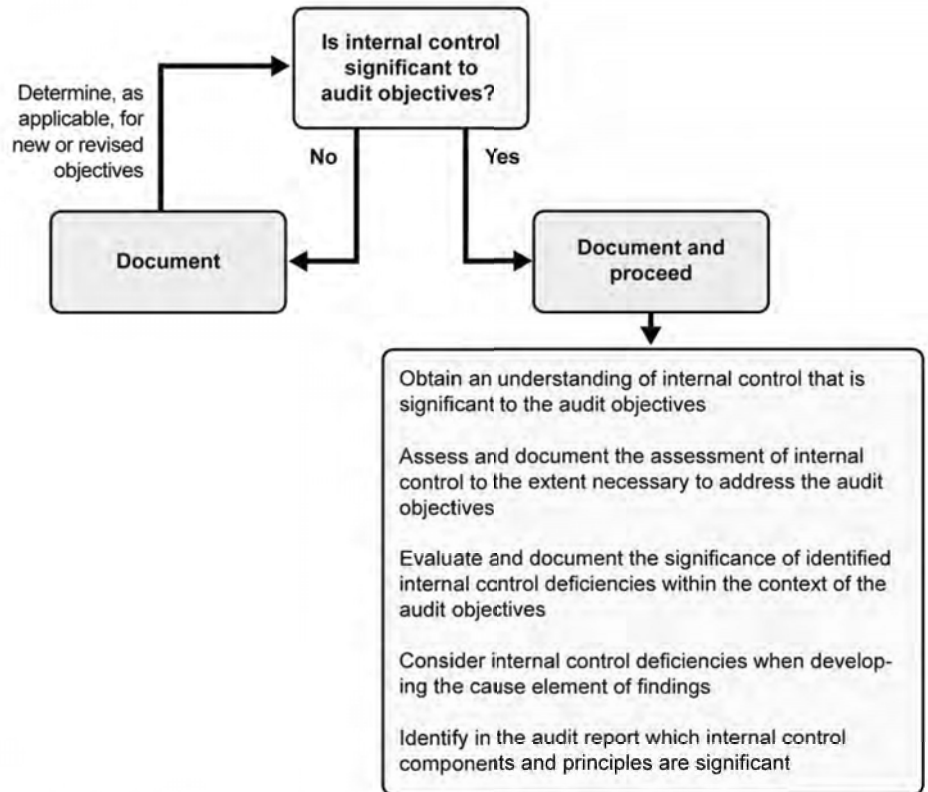 Is internal control
significant to
audit objectives?
Determine, as
applicable, for
new or revised
objectives
No
Yes
Document
Document and
proceed
Obtain an understanding of internal control that is
significant to the audit objectives
Assess and document the assessment of internal
control to the extent necessary to address the audit
objectives
Evaluate and document the significance of identified
internal control deficiencies within the context of the
audit objectives
Consider internal control deficiencies when develop-
ing the cause element of findings
Identify in the audit report which internal control
components and principles are significant